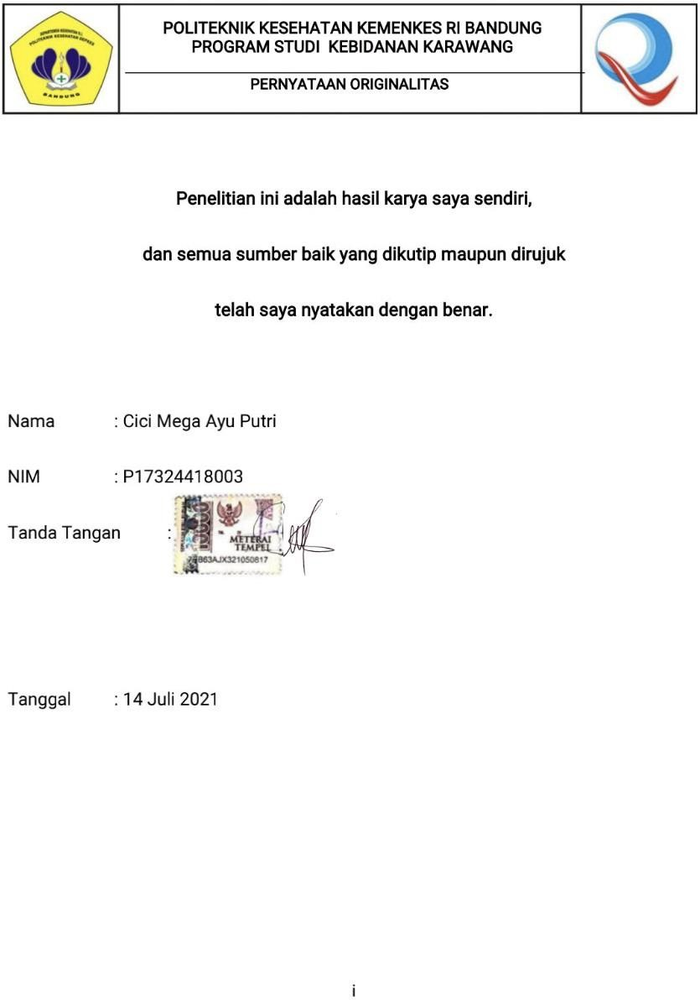 DEPARTEMEN KESEHATAN R.I.
POLITEKNIK KESEHATAN DEPKES
BANDUNG
POLITEKNIK KESEHATAN KEMENKES RI BANDUNG
PROGRAM STUDI KEBIDANAN KARAWANG
PERNYATAAN ORIGINALITAS
Penelitian ini adalah hasil karya saya sendiri,
dan semua sumber baik yang dikutip maupun dirujuk
telah saya nyatakan dengan benar.
Nama : Cici Mega Ayu Putri
NIM : P17324418003
Tanda Tangan :
10000
METERAI
TEMPEL
B63AJX321050817
Tanggal : 14 Juli 2021
i